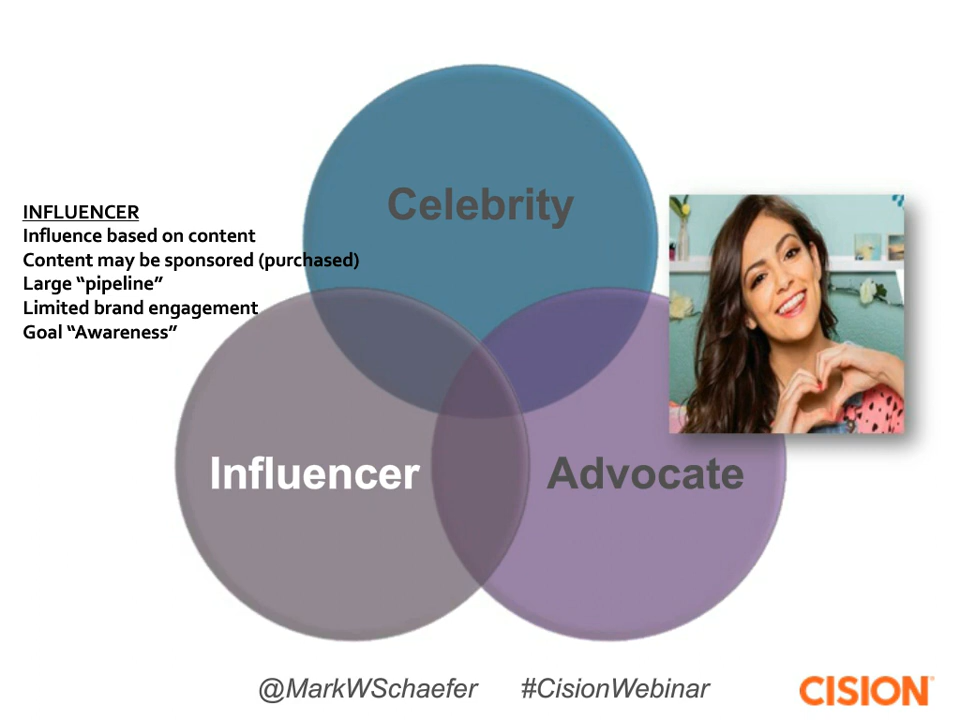 Celebrity
INFLUENCER
Influence based on content
Content may be sponsored (purchased)
Large “pipeline”
Limited brand engagement
Goal “Awareness”
Influencer
Advocate
@MarkWSchaefer #CisionWebinar
CISION